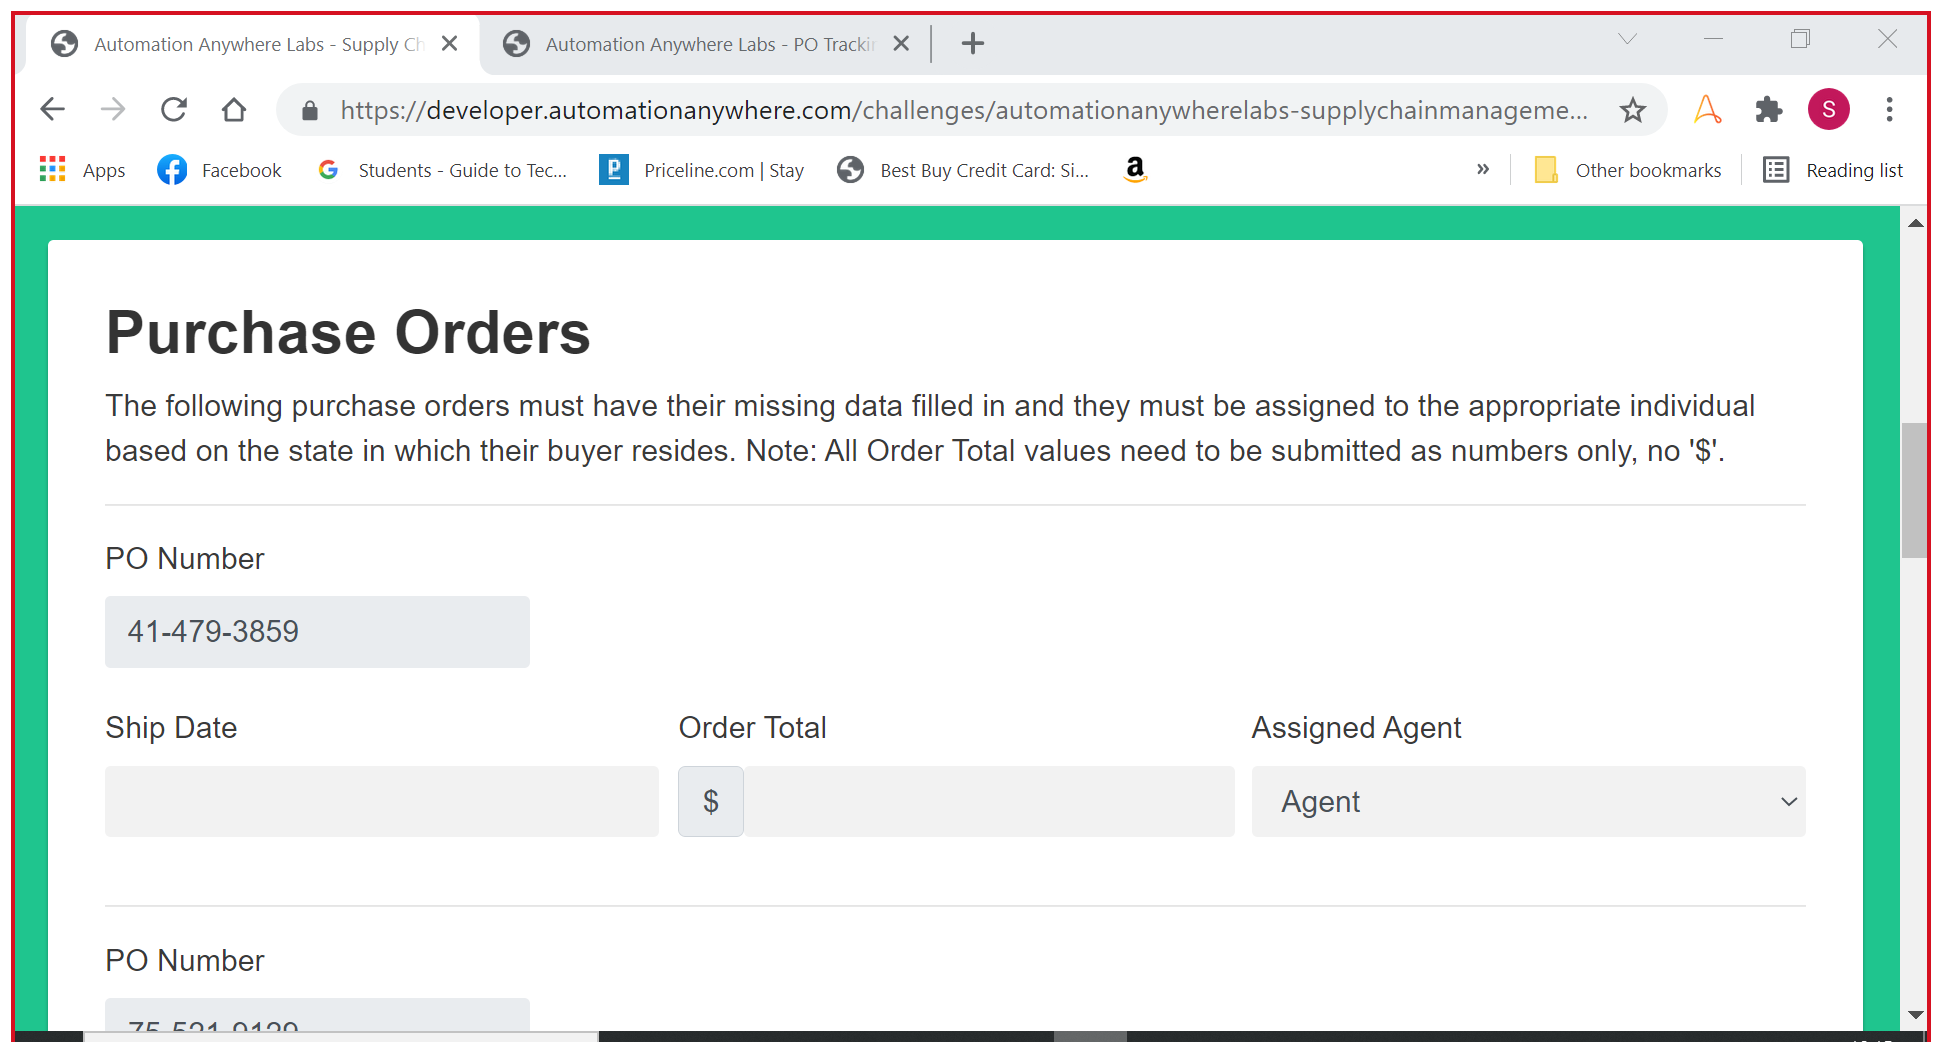 Automation Anywhere Labs - Supply Ch
Automation Anywhere Labs - PO Trackin
https://developer.automationanywhere.com/challenges/automationanywherelabs-supplychainmanageme...
S
Apps
Facebook
Students - Guide to Tec...
Priceline.com | Stay
Best Buy Credit Card: Si...
a
»
Other bookmarks
Reading list
Purchase Orders
The following purchase orders must have their missing data filled in and they must be assigned to the appropriate individual
based on the state in which their buyer resides. Note: All Order Total values need to be submitted as numbers only, no '$'.
PO Number
41-479-3859
Ship Date
Order Total
Assigned Agent
$
Agent
PO Number